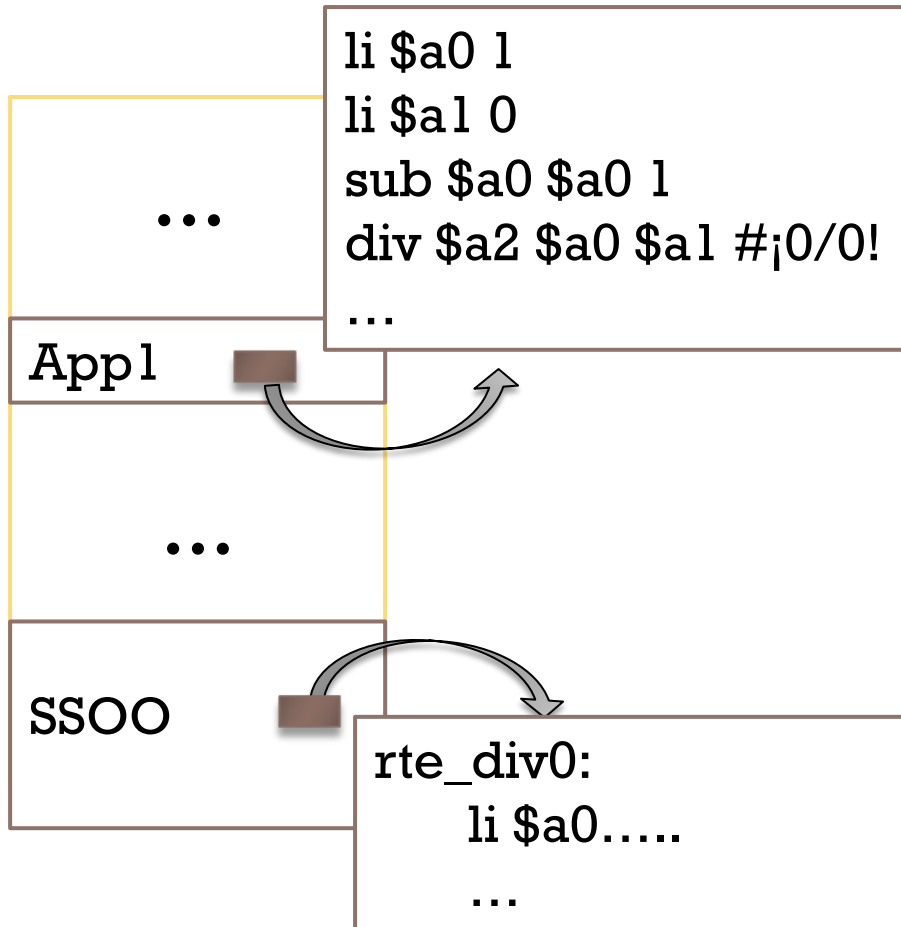 li $a0 1
li $a1 0
sub $a0 $a0 1
div $a2 $a0 $a1 #¡0/0!
…
…
App1
…
SSOO
rte_div0:
li $a0…..
…